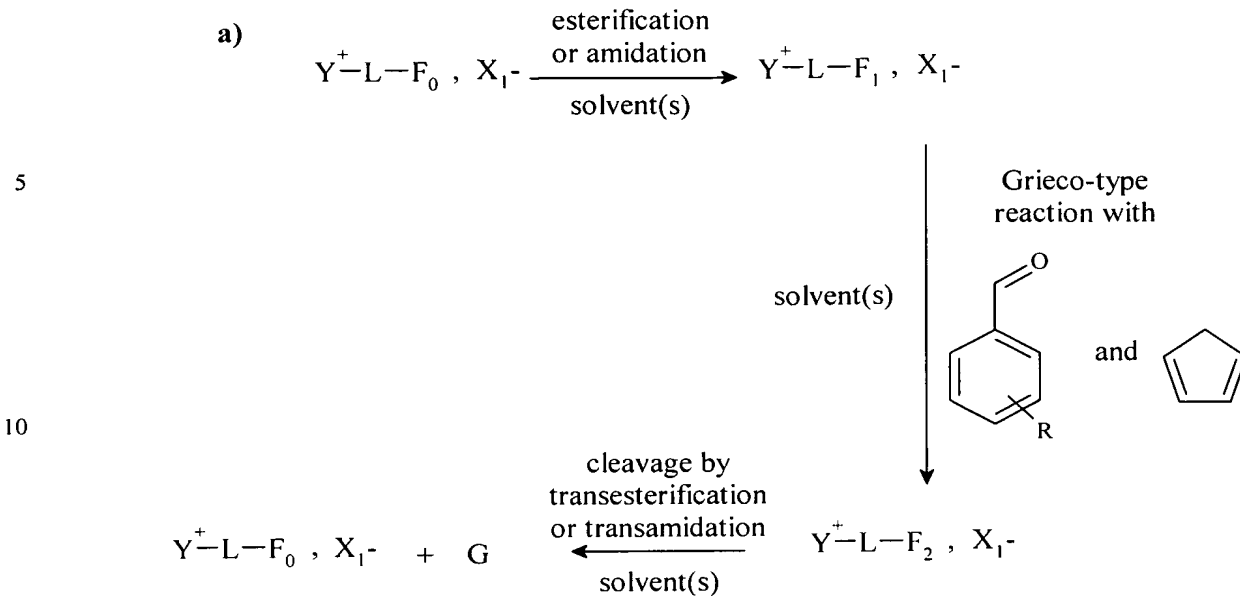 a)
esterification
or amidation
Y+-L-F0 , X1- solvent(s) Y+-L-F1 , X1-
5
Grieco-type
reaction with
solvent(s)
O
and
R
10
cleavage by
transesterification
or transamidation
Y+-L-F0 , X1- + G solvent(s) Y+-L-F2 , X1-